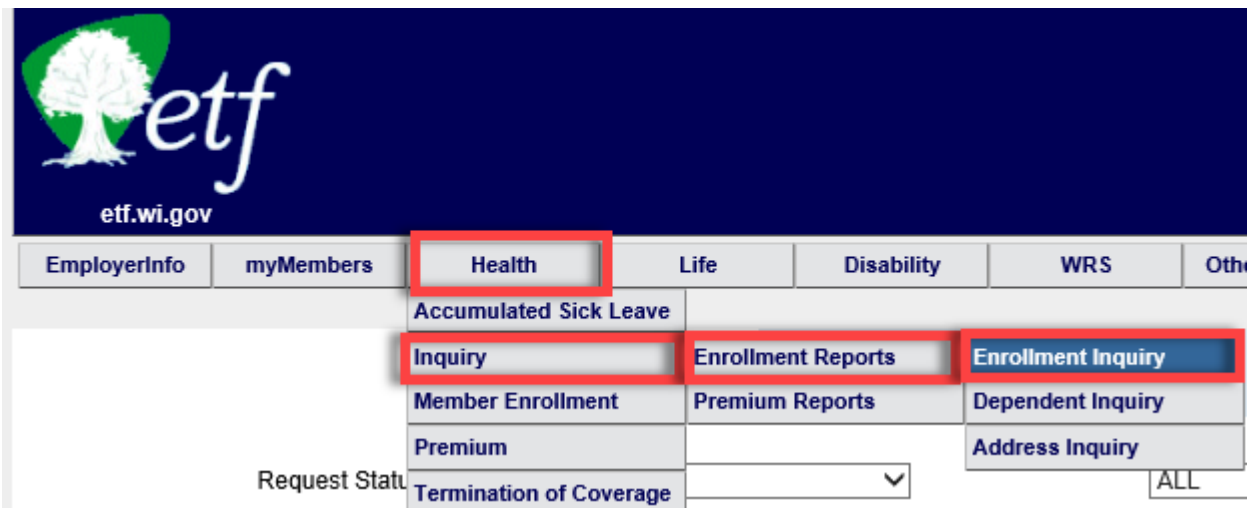 etf
etf.wi.gov
EmployerInfo myMembers Health Life Disability WRS
Accumulated Sick Leave
Inquiry Enrollment Reports Enrollment Inquiry
Member Enrollment Premium Reports Dependent Inquiry
Premium Address Inquiry
Request ALL
Termination of Coverage